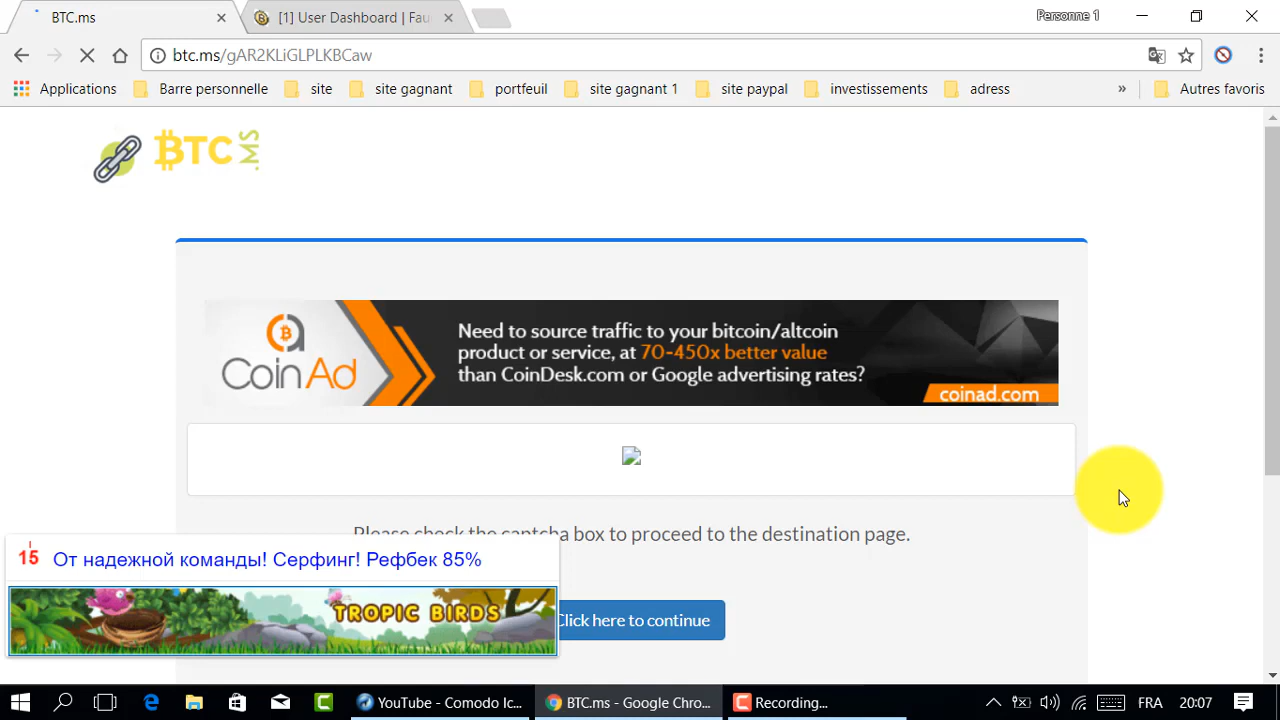 BTC.ms
[1] User Dashboard | Fau
Personne 1
btc.ms/gAR2KLiGLPLKBCaw
Applications
Barre personnelle
site
site gagnant
portfeuil
site gagnant 1
site paypal
investissements
adress
»
Autres favoris
BTC.MS
CoinAd
Need to source traffic to your bitcoin/altcoin
product or service, at 70-450x better value
than CoinDesk.com or Google advertising rates?
coinad.com
Please check the captcha box to proceed to the destination page.
15
От надежной команды! Серфинг! Рефбек 85%
TROPIC BIRDS
Click here to continue
YouTube - Comodo Ic...
BTC.ms - Google Chro...
Recording...
FRA
20:07